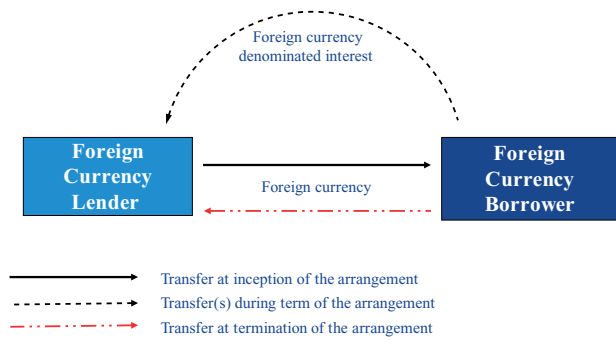 Foreign currency
denominated interest
Foreign
Currency
Lender
Foreign currency
Foreign
Currency
Borrower
Transfer at inception of the arrangement
Transfer(s) during term of the arrangement
Transfer at termination of the arrangement